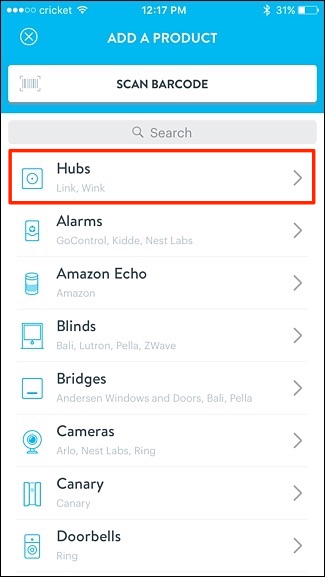 cricket 12:17 PM 31%
ADD A PRODUCT
SCAN BARCODE
Search
Hubs
Link, Wink
Alarms
GoControl, Kidde, Nest Labs
Amazon Echo
Amazon
Blinds
Bali, Lutron, Pella, ZWave
Bridges
Andersen Windows and Doors, Bali, Pella
Cameras
Arlo, Nest Labs, Ring
Canary
Canary
Doorbells
Ring